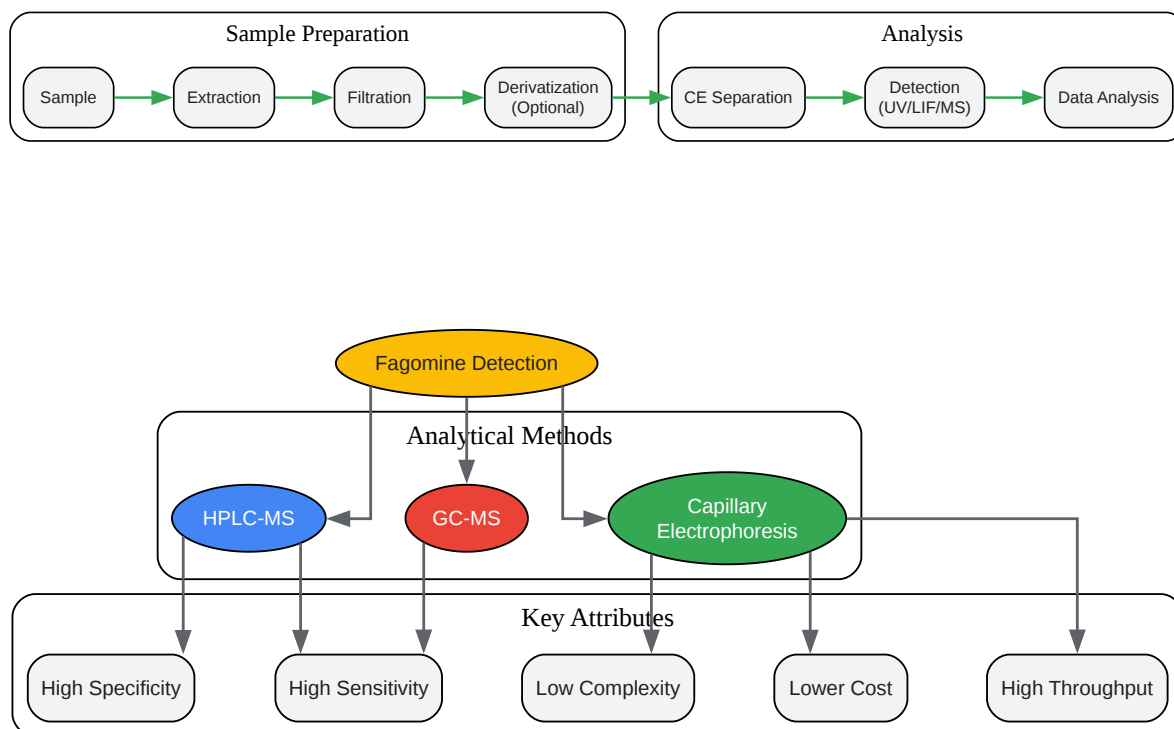 Sample Preparation
Analysis
Sample
Extraction
Filtration
Derivatization
(Optional)
CE Separation
Detection
(UV/LIF/MS)
Data Analysis
Fagomine Detection
Analytical Methods
HPLC-MS
GC-MS
Capillary
Electrophoresis
Key Attributes
High Specificity
High Sensitivity
Low Complexity
Lower Cost
High Throughput